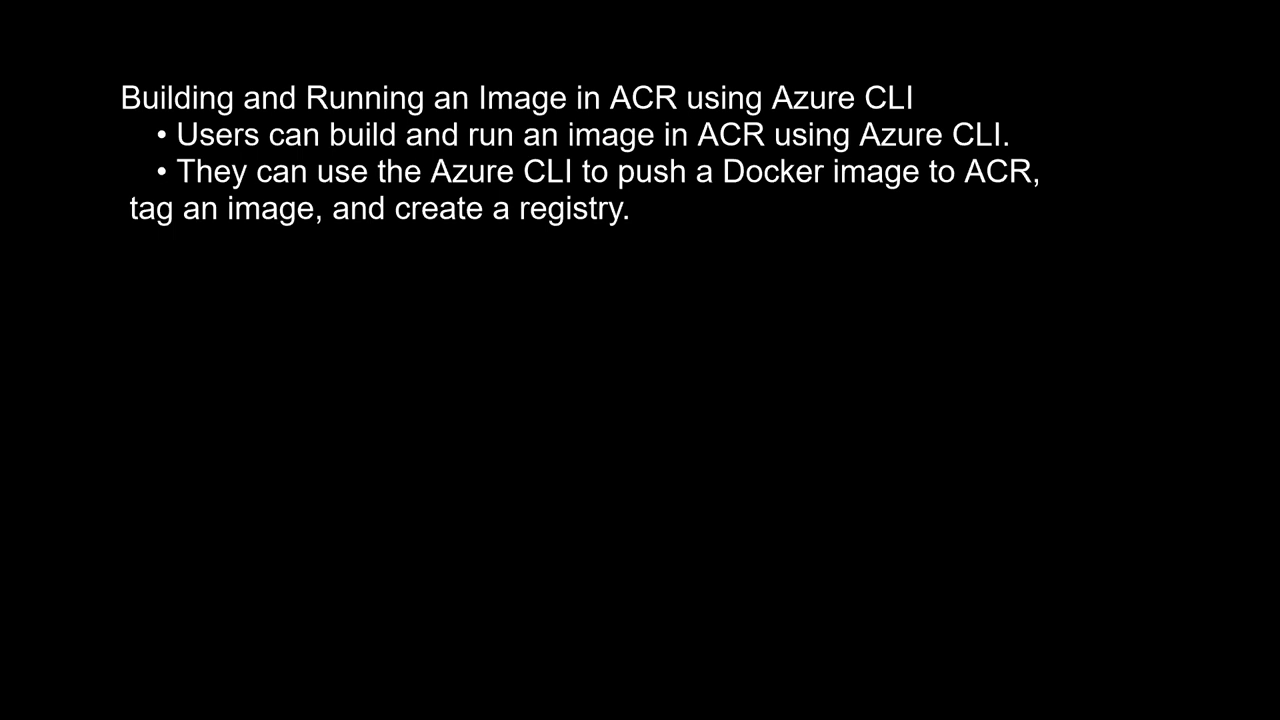 Building and Running an Image in ACR using Azure CLI
• Users can build and run an image in ACR using Azure CLI.
• They can use the Azure CLI to push a Docker image to ACR,
tag an image, and create a registry.